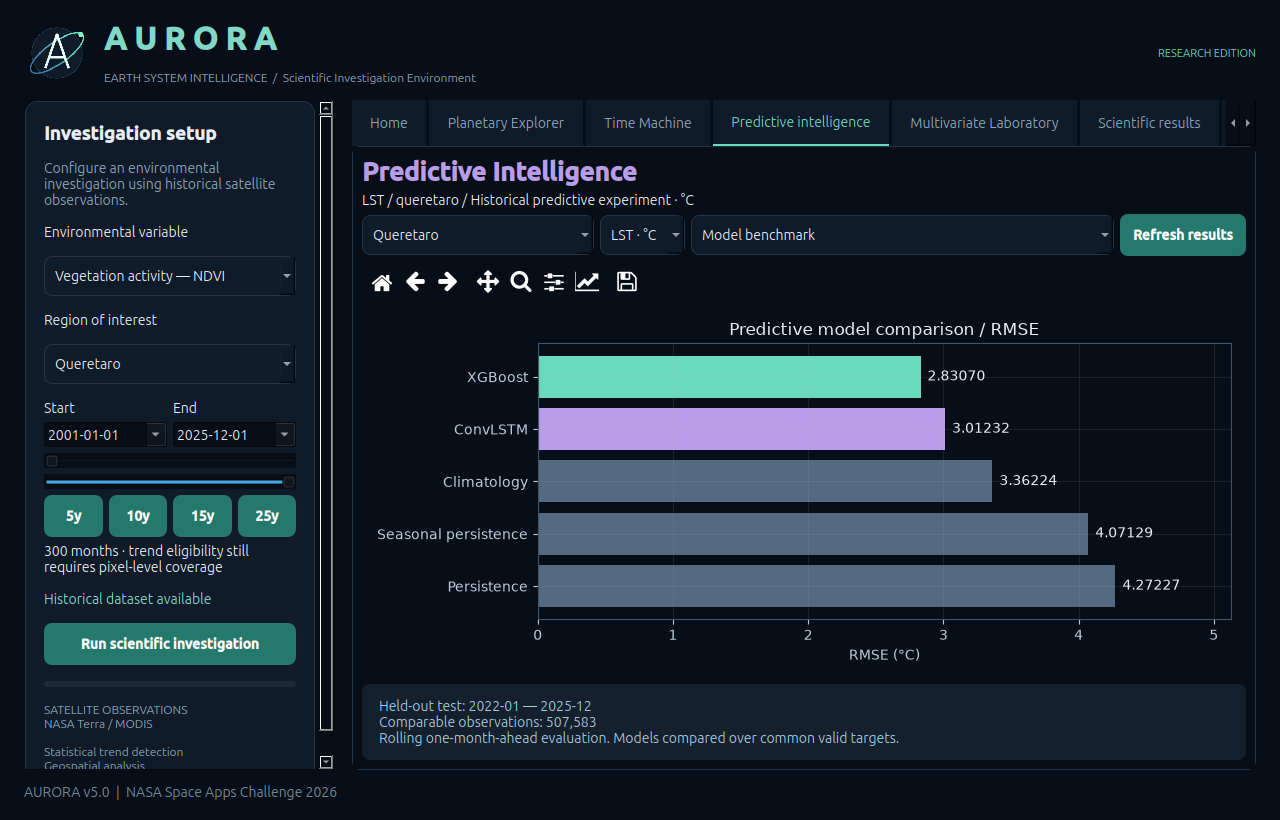 A
AURORA
EARTH SYSTEM INTELLIGENCE / Scientific Investigation Environment
RESEARCH EDITION
Investigation setup
Configure an environmental
investigation using historical satellite
observations.
Environmental variable
Vegetation activity — NDVI
Region of interest
Queretaro
Start End
2001-01-01 2025-12-01
5y 10y 15y 25y
300 months · trend eligibility still
requires pixel-level coverage
Historical dataset available
Run scientific investigation
SATELLITE OBSERVATIONS
NASA Terra / MODIS
Statistical trend detection
Geospatial analysis
Home Planetary Explorer Time Machine Predictive intelligence Multivariate Laboratory Scientific results
Predictive Intelligence
LST / queretaro / Historical predictive experiment · °C
Queretaro LST · °C Model benchmark Refresh results
Predictive model comparison / RMSE
XGBoost 2.83070
ConvLSTM 3.01232
Climatology 3.36224
Seasonal persistence 4.07129
Persistence 4.27227
0 1 2 3 4 5
RMSE (°C)
Held-out test: 2022-01 — 2025-12
Comparable observations: 507,583
Rolling one-month-ahead evaluation. Models compared over common valid targets.
AURORA v5.0 | NASA Space Apps Challenge 2026